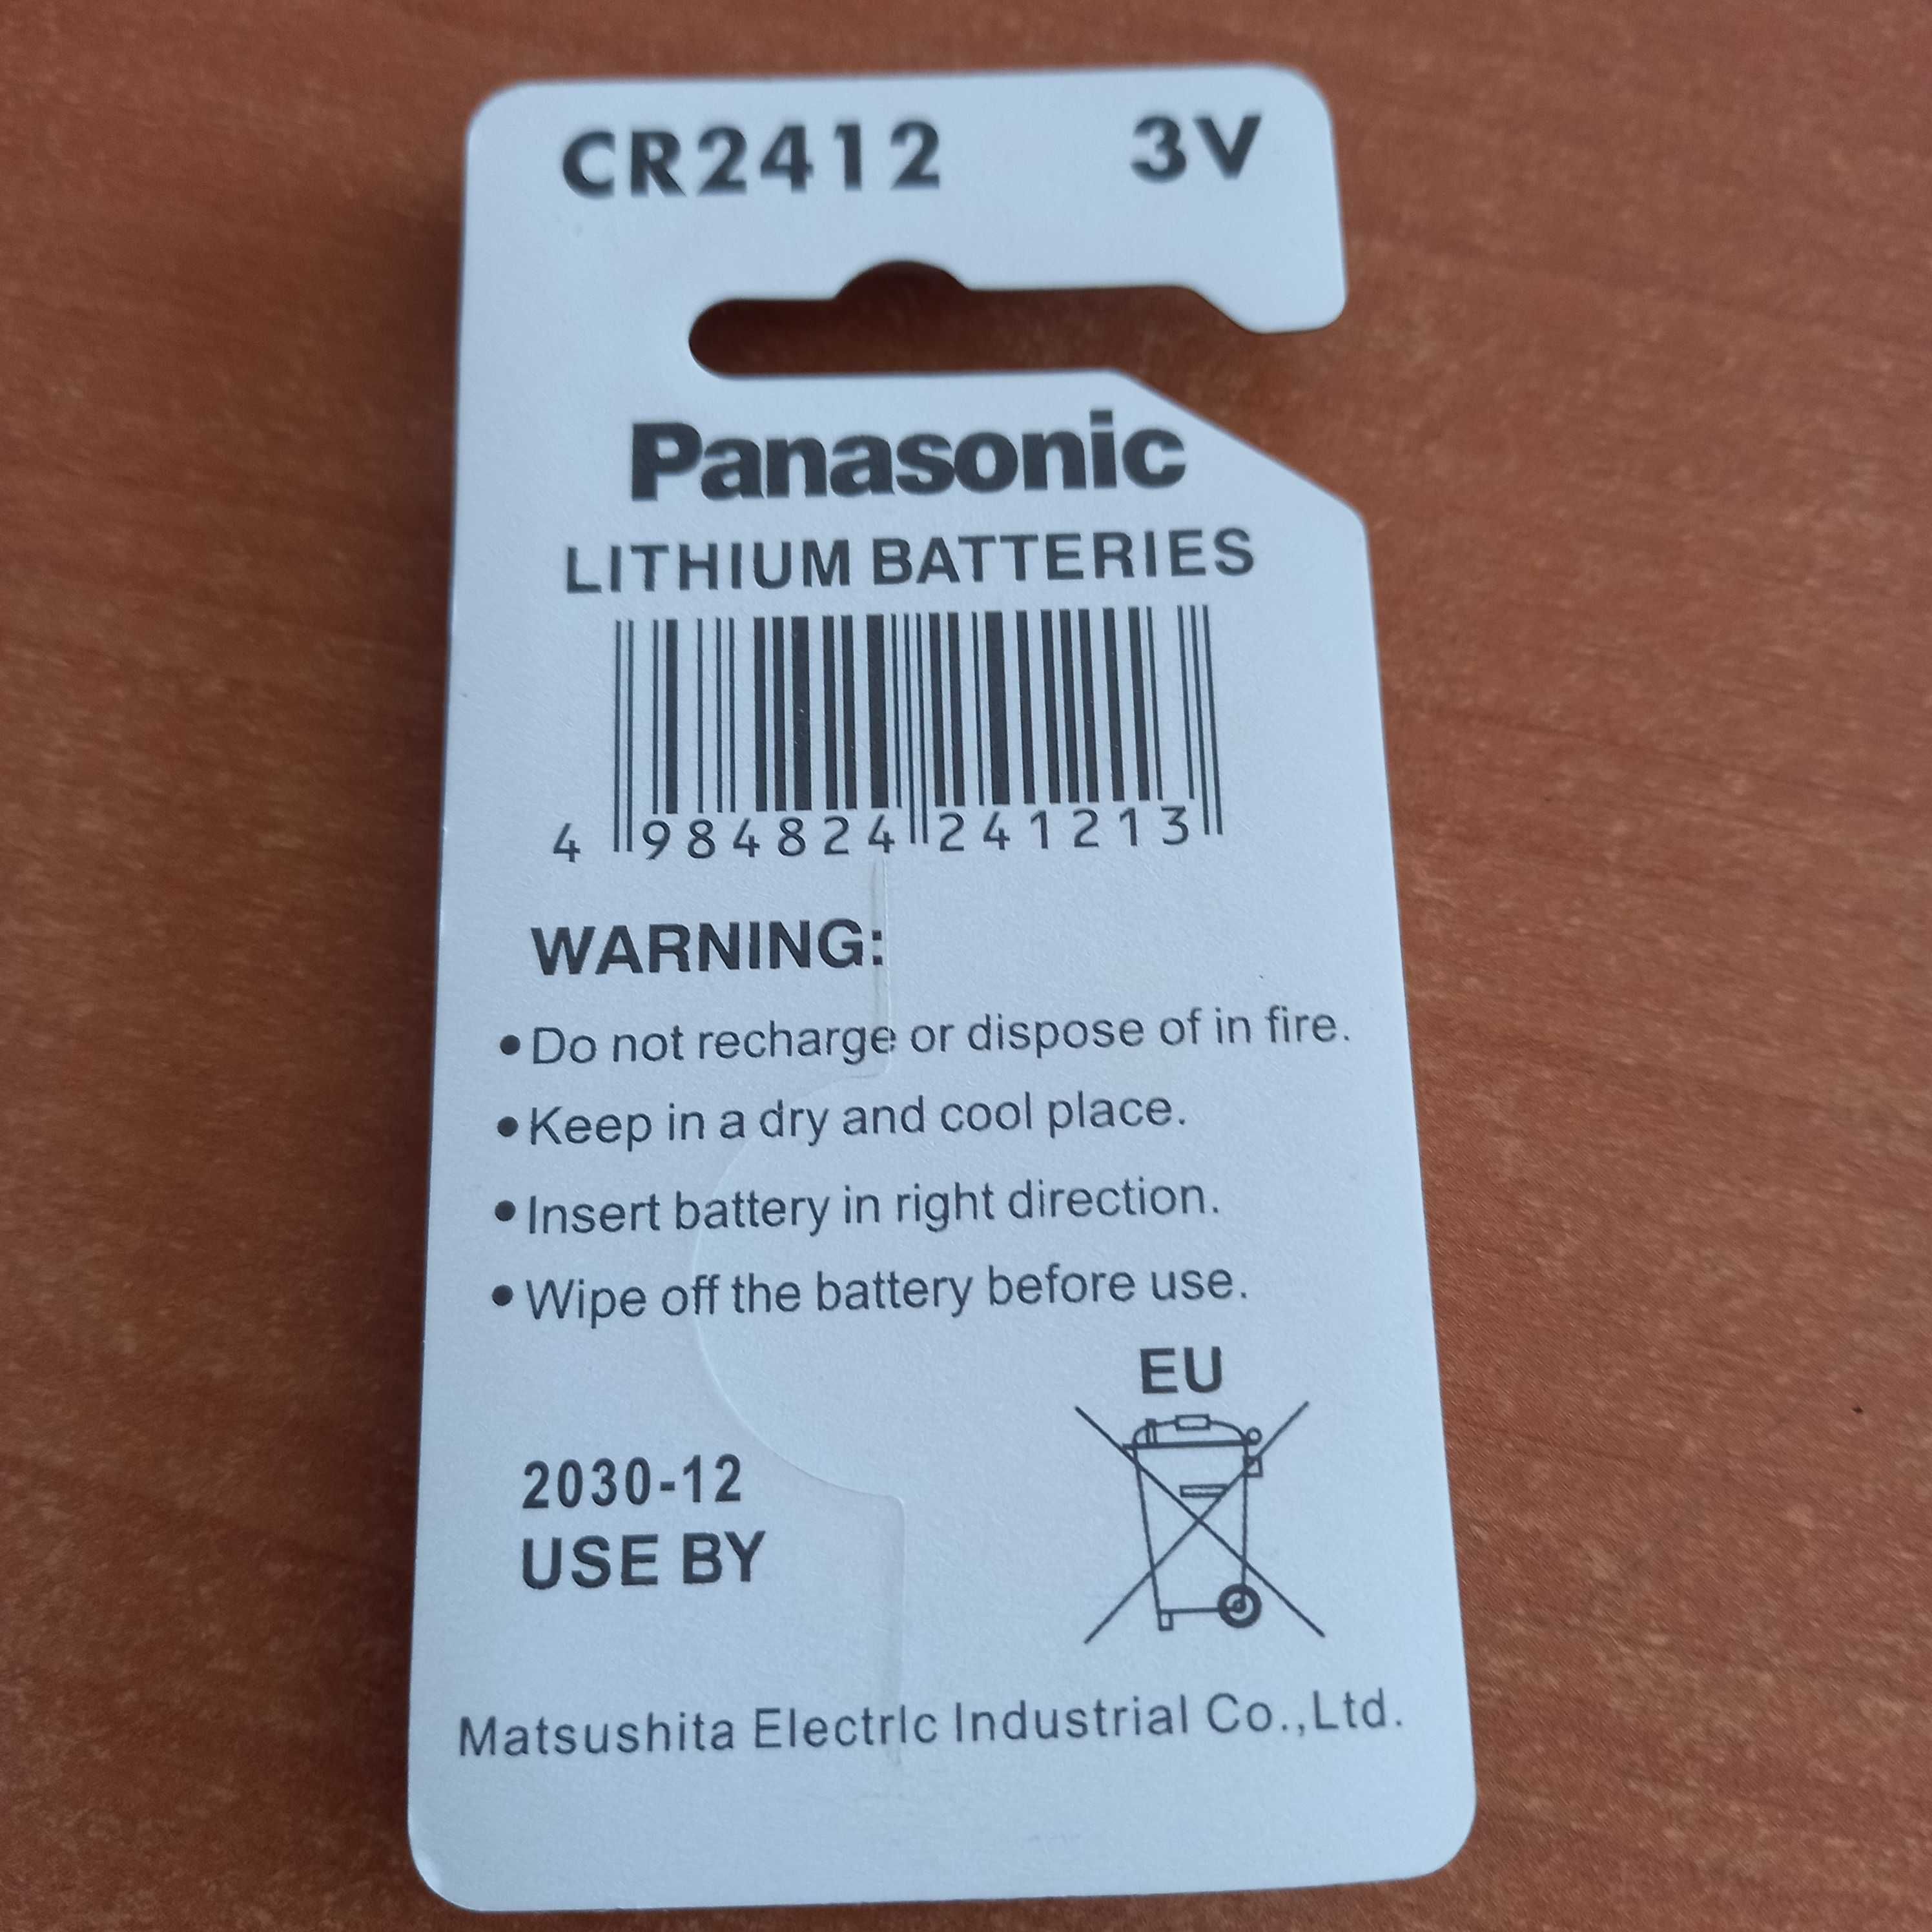 CR2412 3V
Panasonic
LITHIUM BATTERIES
4 984824 241213
WARNING:
•Do not recharge or dispose of in fire.
•Keep in a dry and cool place.
•Insert battery in right direction.
•Wipe off the battery before use.
EU
2030-12
USE BY
Matsushita Electrlc Industrial Co.,Ltd.